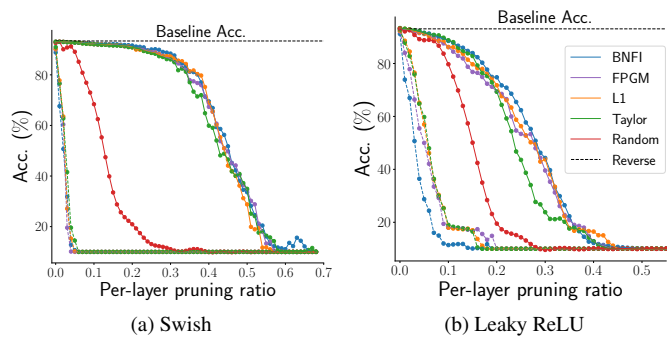 Baseline Acc.
Acc. (%)
80
60
40
20
0.0 0.1 0.2 0.3 0.4 0.5 0.6 0.7
Per-layer pruning ratio
(a) Swish
Baseline Acc.
Acc. (%)
80
60
40
20
0.0 0.1 0.2 0.3 0.4 0.5
Per-layer pruning ratio
BNFI
FPGM
L1
Taylor
Random
Reverse
(b) Leaky ReLU